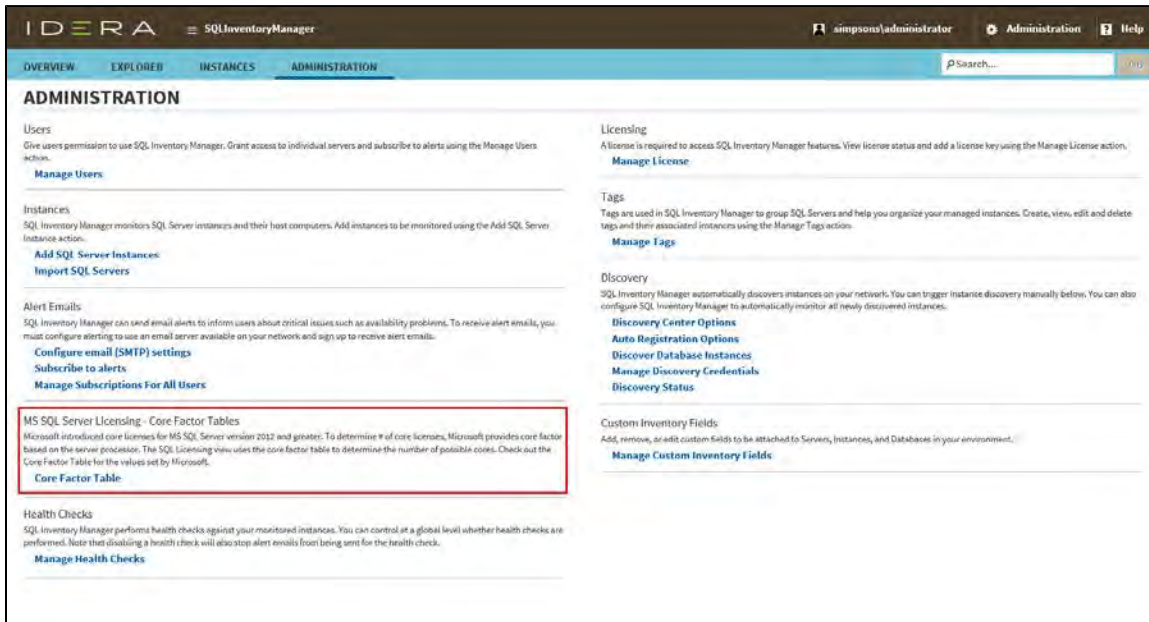 IDERA
SQLInventoryManager
simpsons\administrator
Administration
Help
OVERVIEW
EXPLORER
INSTANCES
ADMINISTRATION
Search...
ADMINISTRATION
Users
Give users permission to use SQL Inventory Manager. Grant access to individual servers and subscribe to alerts using the Manage Users
action.
Manage Users
Instances
SQL Inventory Manager monitors SQL Server instances and their host computers. Add instances to be monitored using the Add SQL Server
Instance action.
Add SQL Server Instances
Import SQL Servers
Alert Emails
SQL Inventory Manager can send email alerts to inform users about critical issues such as availability problems. To receive alert emails, you
must configure alerting to use an email server available on your network and sign up to receive alert emails.
Configure email (SMTP) settings
Subscribe to alerts
Manage Subscriptions For All Users
MS SQL Server Licensing - Core Factor Tables
Microsoft introduced core licenses for MS SQL Server version 2012 and greater. To determine # of core licenses, Microsoft provides core factor
based on the server processor. The SQL Licensing view uses the core factor table to determine the number of possible cores. Check out the
Core Factor Table for the values set by Microsoft.
Core Factor Table
Health Checks
SQL Inventory Manager performs health checks against your monitored instances. You can control at a global level whether health checks are
performed. Note that disabling a health check will also stop alert emails from being sent for the health check.
Manage Health Checks
Licensing
A license is required to access SQL Inventory Manager features. View license status and add a license key using the Manage License action.
Manage License
Tags
Tags are used in SQL Inventory Manager to group SQL Servers and help you organize your managed instances. Create, view, edit and delete
tags and their associated instances using the Manage Tags action.
Manage Tags
Discovery
SQL Inventory Manager automatically discovers instances on your network. You can trigger instance discovery manually below. You can also
configure SQL Inventory Manager to automatically monitor all newly discovered instances.
Discovery Center Options
Auto Registration Options
Discover Database Instances
Manage Discovery Credentials
Discovery Status
Custom Inventory Fields
Add, remove, or edit custom fields to be attached to Servers, Instances, and Databases in your environment.
Manage Custom Inventory Fields